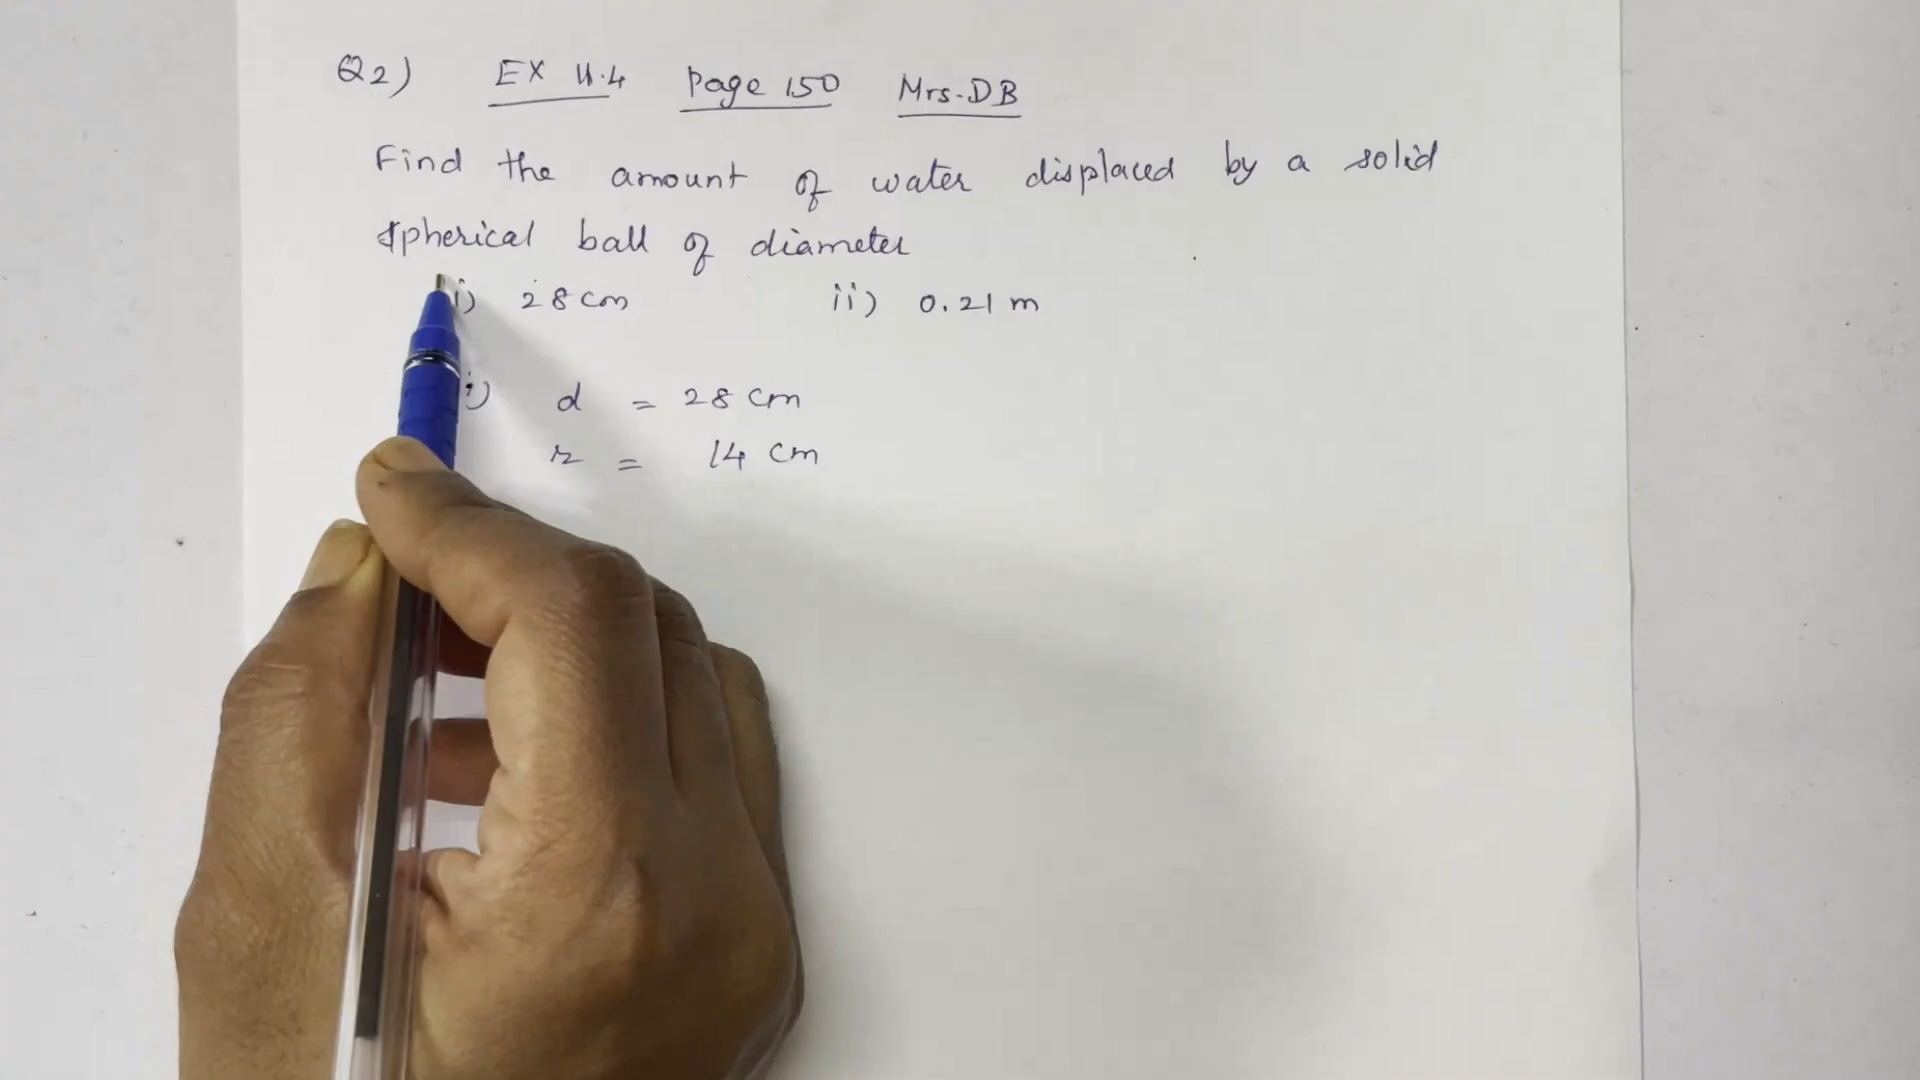 Q2) EX 11.4 Page 150 Mrs.DB
Find the amount of water displaced by a solid
spherical ball of diameter
i) 28 cm ii) 0.21 m
i) d = 28 cm
r = 14 cm